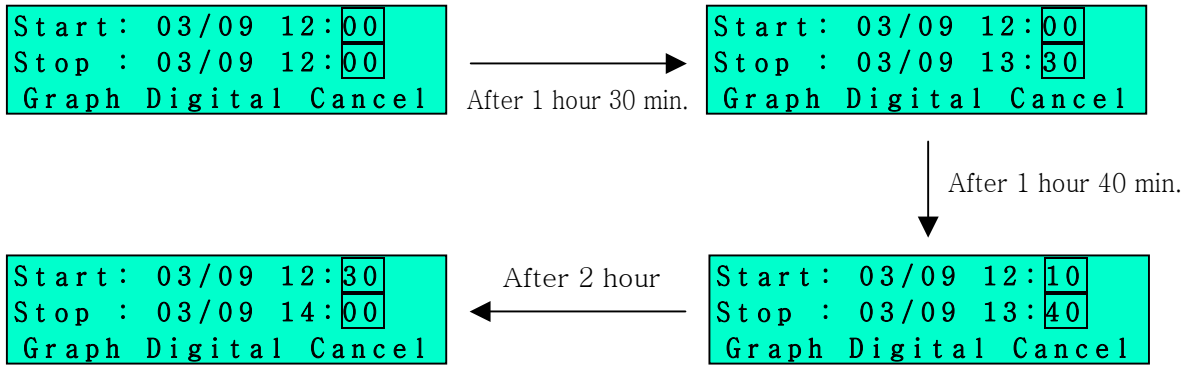 Start: 03/09 12:00
Stop : 03/09 12:00
Graph Digital Cancel
After 1 hour 30 min.
Start: 03/09 12:00
Stop : 03/09 13:30
Graph Digital Cancel
After 1 hour 40 min.
Start: 03/09 12:10
Stop : 03/09 13:40
Graph Digital Cancel
After 2 hour
Start: 03/09 12:30
Stop : 03/09 14:00
Graph Digital Cancel